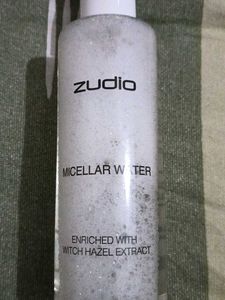 zudio
MICELLAR WATER
ENRICHED WITH
WITCH HAZEL EXTRACT